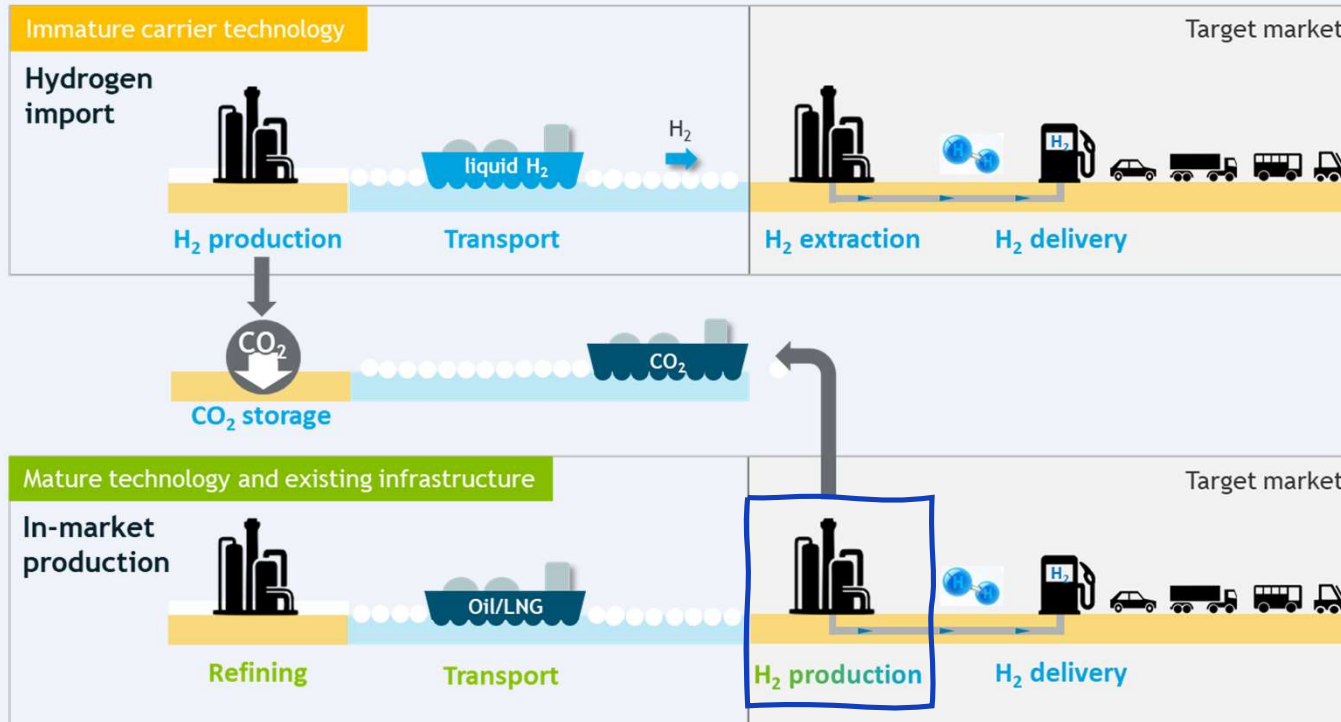 Immature carrier technology
Target market
Hydrogen
import
H₂
liquid H₂
H₂
H H
H₂ production
Transport
H₂ extraction
H₂ delivery
CO₂
CO₂
CO₂ storage
Mature technology and existing infrastructure
Target market
In-market
production
Oil/LNG
H₂
H H
Refining
Transport
H₂ production
H₂ delivery